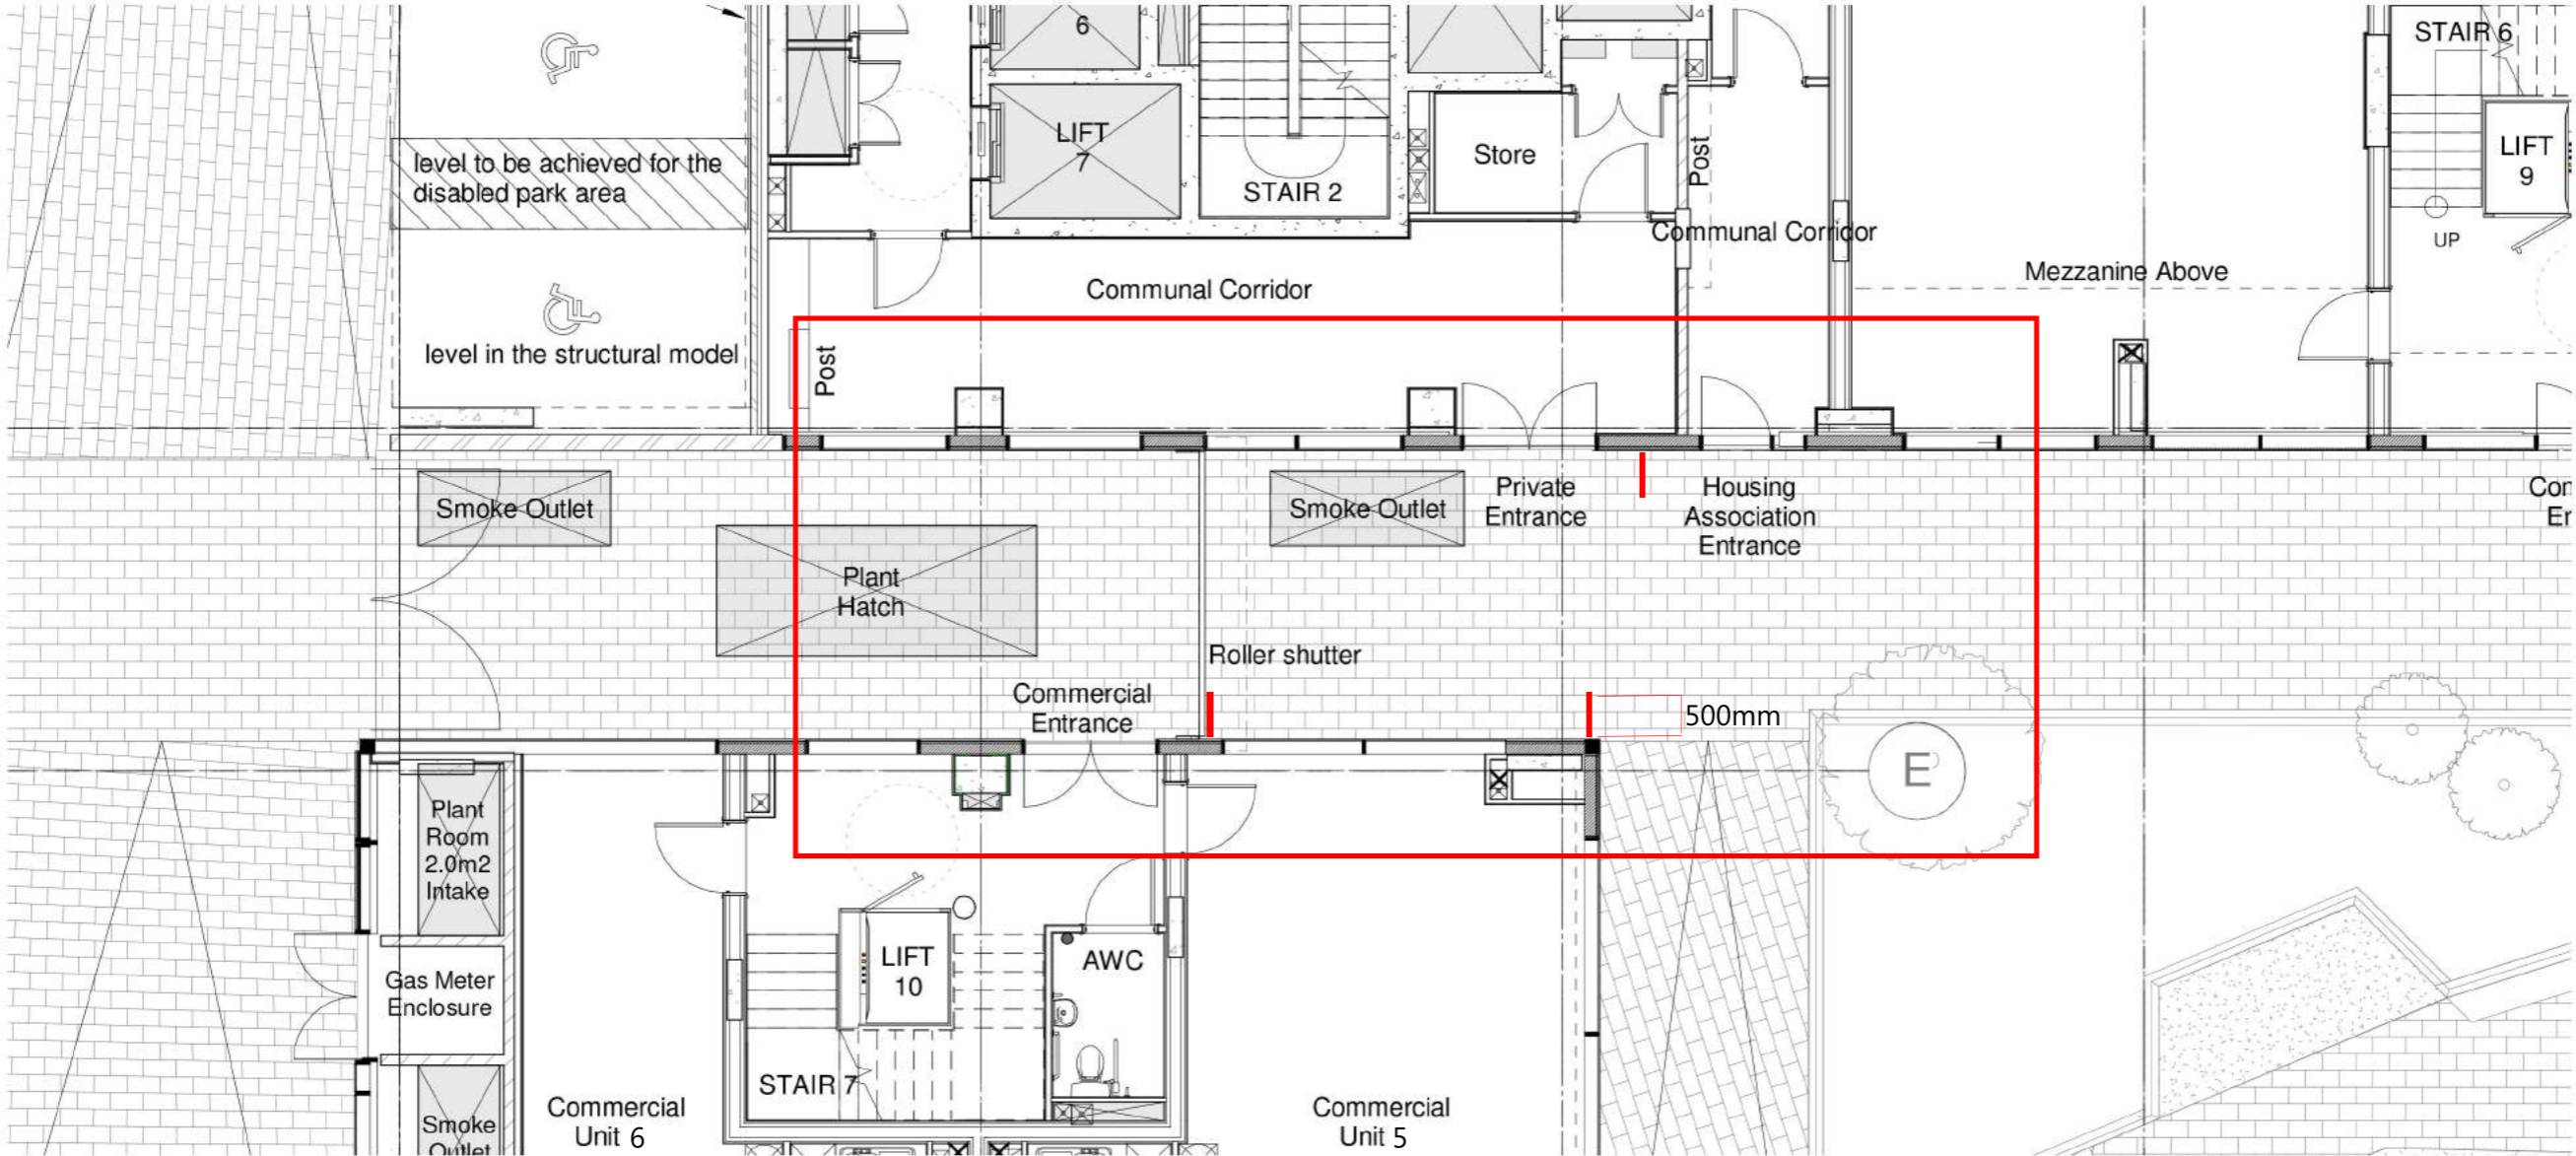 6
STAIR 6
LIFT
7
STAIR 2
Store
Post
LIFT
9
level to be achieved for the
disabled park area
Communal Corridor
UP
Mezzanine Above
Communal Corridor
level in the structural model
Post
Smoke Outlet
Smoke Outlet
Private
Entrance
Housing
Association
Entrance
Plant
Hatch
Roller shutter
Commercial
Entrance
500mm
E
Plant
Room
2.0m2
Intake
LIFT
10
AWC
Gas Meter
Enclosure
STAIR 7
Commercial
Unit 6
Commercial
Unit 5
Smoke
Outlet